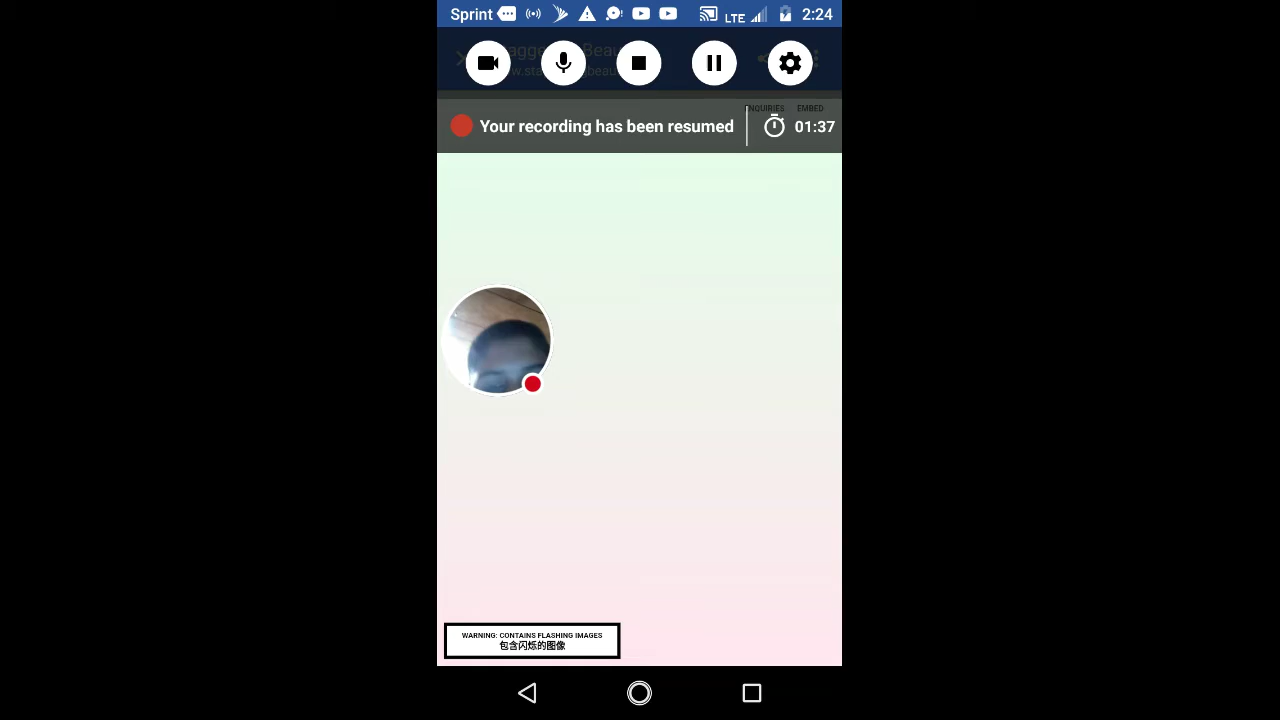 Sprint LTE 2:24
Your recording has been resumed 01:37
EMBED
WARNING: CONTAINS FLASHING IMAGES
包含闪烁的图像